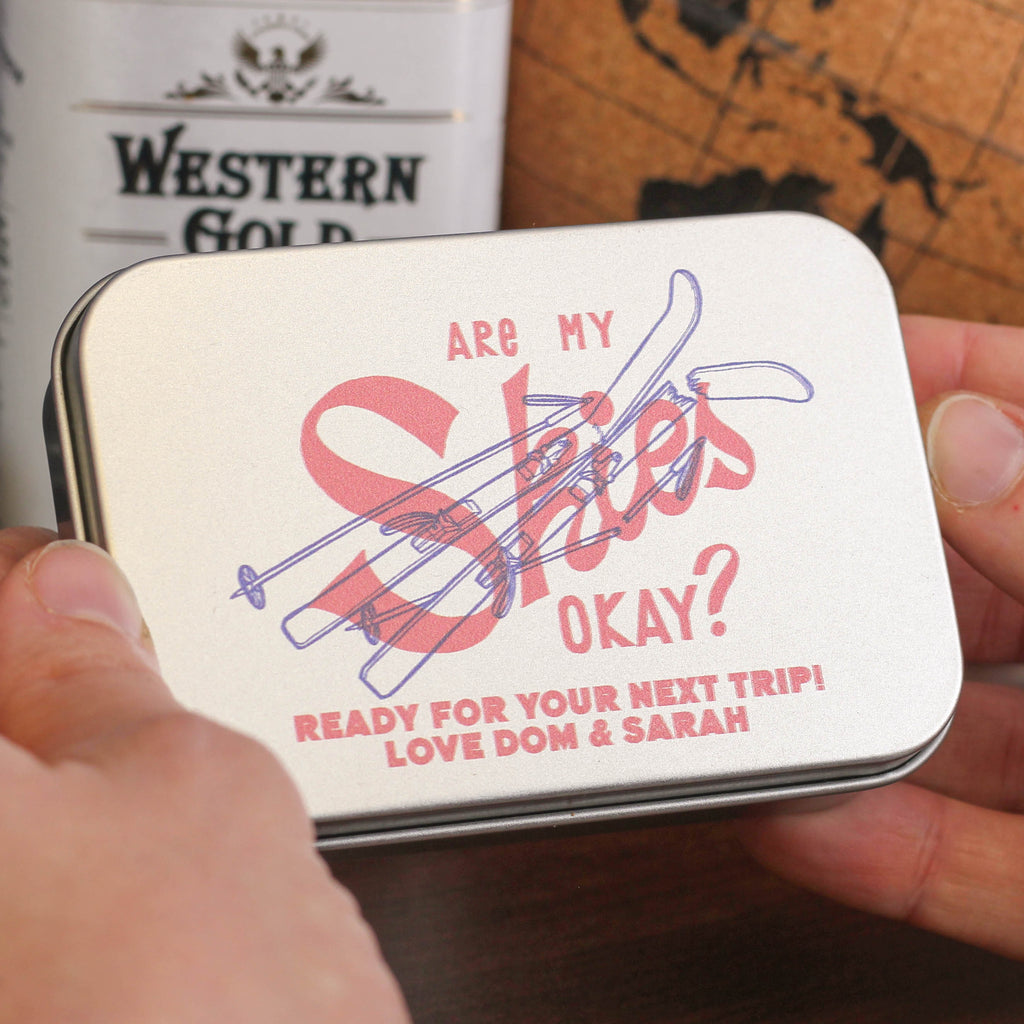 WESTERN
GOLD
ARe MY
Skies
OKAY?
READY FOR YOUR NEXT TRIP!
LOVE DOM & SARAH